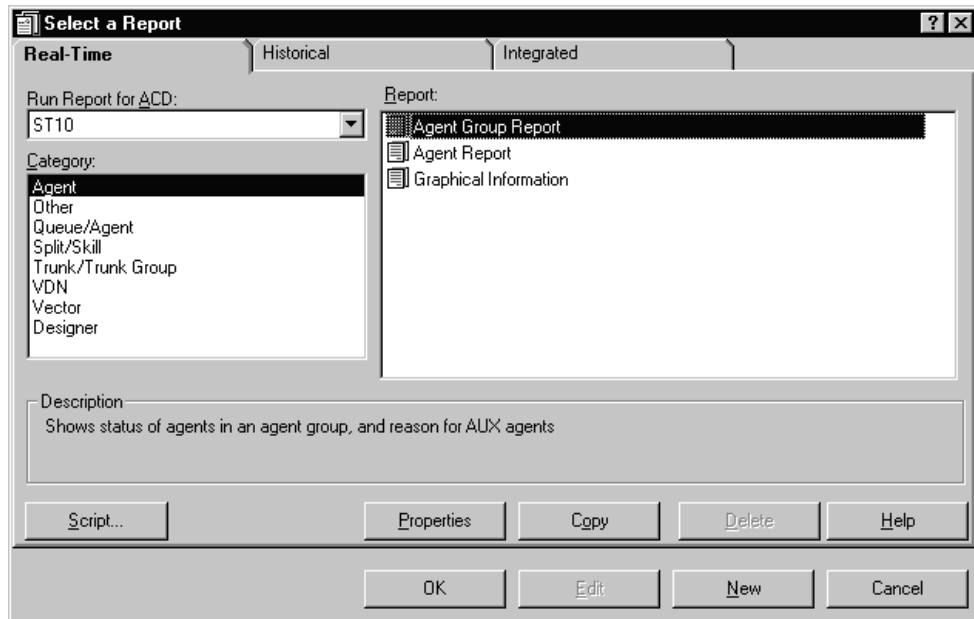 Select a Report
Real-Time
Historical
Integrated
Run Report for ACD:
ST10
Category:
Agent
Other
Queue/Agent
Split/Skill
Trunk/Trunk Group
VDN
Vector
Designer
Report:
Agent Group Report
Agent Report
Graphical Information
Description
Shows status of agents in an agent group, and reason for AUX agents
Script...
Properties
Copy
Delete
Help
OK
Edit
New
Cancel